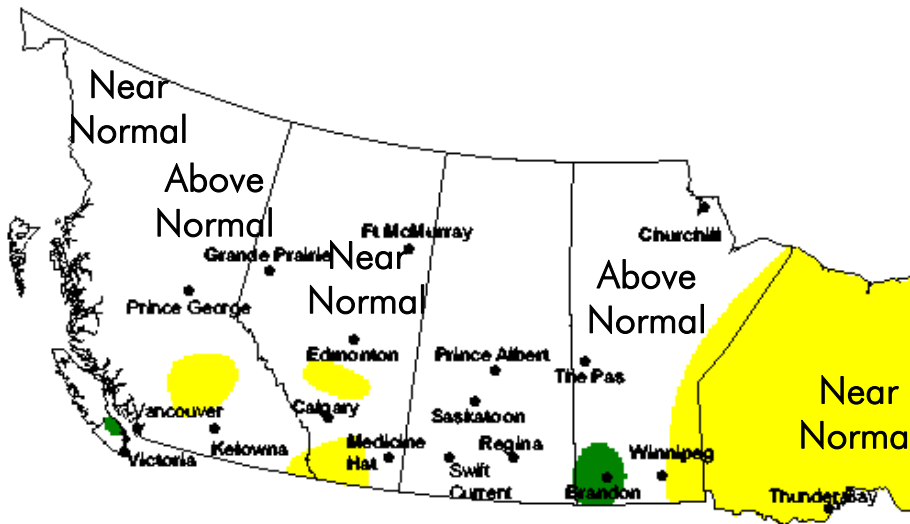 Near
Normal
Above
Normal
Ft McMurray
Churchill
Grande Prairie
Near
Normal
Above
Normal
Prince George
Edmonton
Prince Albert
The Pas
Near
Norma
Vancouver
Calgary
Saskatoon
Kelowna
Medicine
Hat
Regina
Winnipeg
Victoria
Swift
Current
Brandon
Thunder Bay